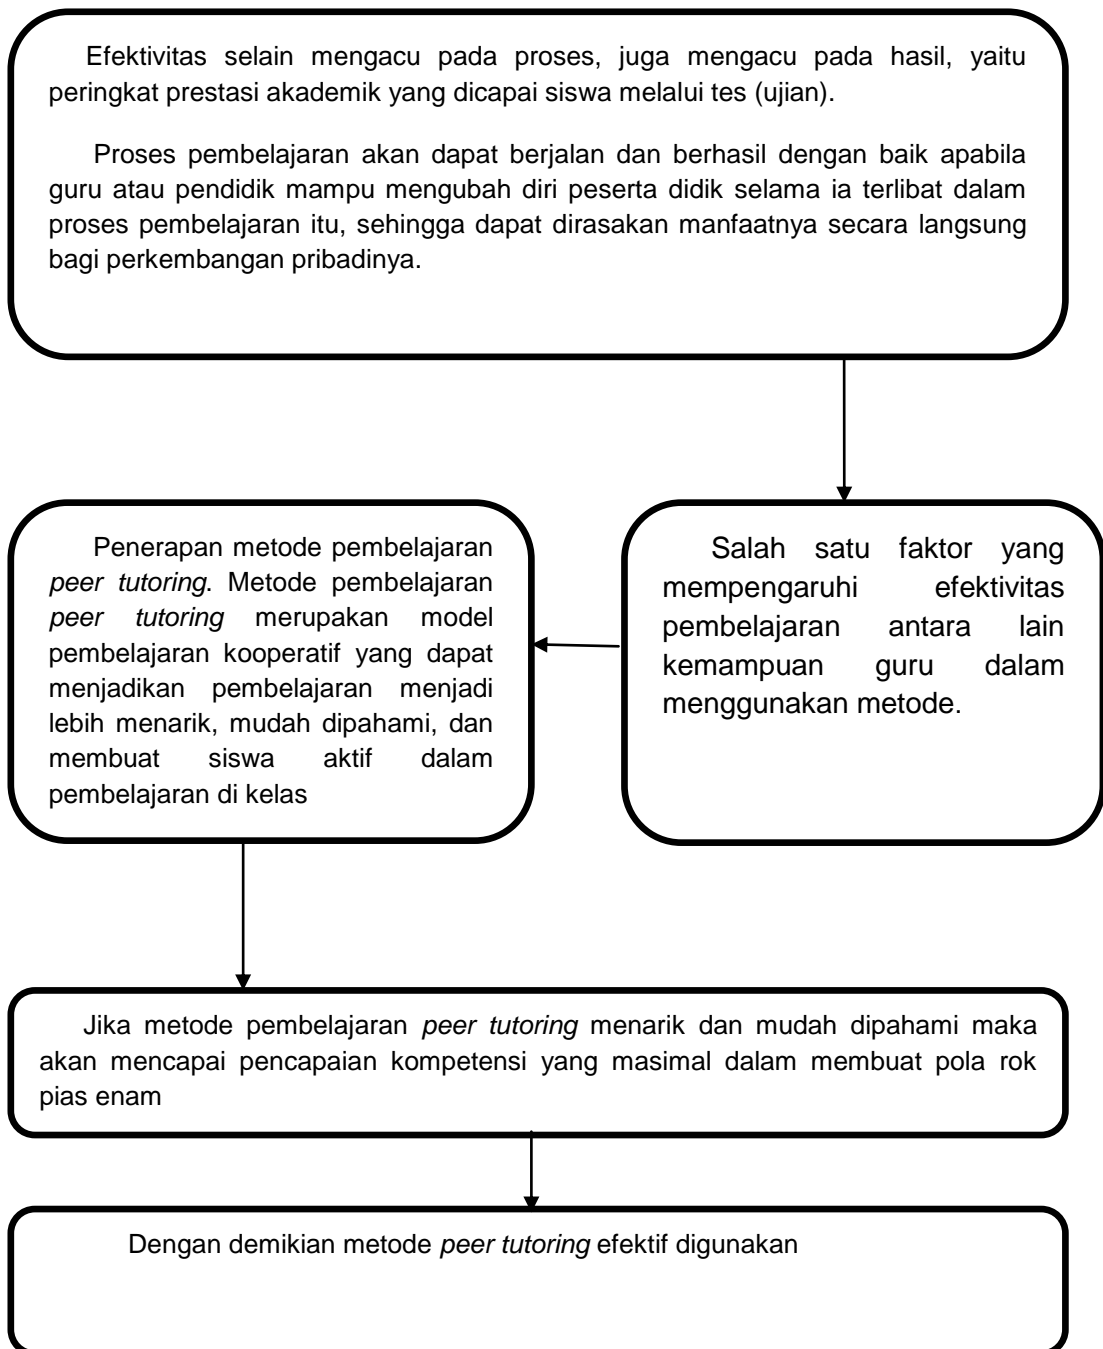 Efektivitas selain mengacu pada proses, juga mengacu pada hasil, yaitu
peringkat prestasi akademik yang dicapai siswa melalui tes (ujian).
Proses pembelajaran akan dapat berjalan dan berhasil dengan baik apabila
guru atau pendidik mampu mengubah diri peserta didik selama ia terlibat dalam
proses pembelajaran itu, sehingga dapat dirasakan manfaatnya secara langsung
bagi perkembangan pribadinya.
Salah satu faktor yang
mempengaruhi efektivitas
pembelajaran antara lain
kemampuan guru dalam
menggunakan metode.
Penerapan metode pembelajaran
peer tutoring. Metode pembelajaran
peer tutoring merupakan model
pembelajaran kooperatif yang dapat
menjadikan pembelajaran menjadi
lebih menarik, mudah dipahami, dan
membuat siswa aktif dalam
pembelajaran di kelas
Jika metode pembelajaran peer tutoring menarik dan mudah dipahami maka
akan mencapai pencapaian kompetensi yang masimal dalam membuat pola rok
pias enam
Dengan demikian metode peer tutoring efektif digunakan